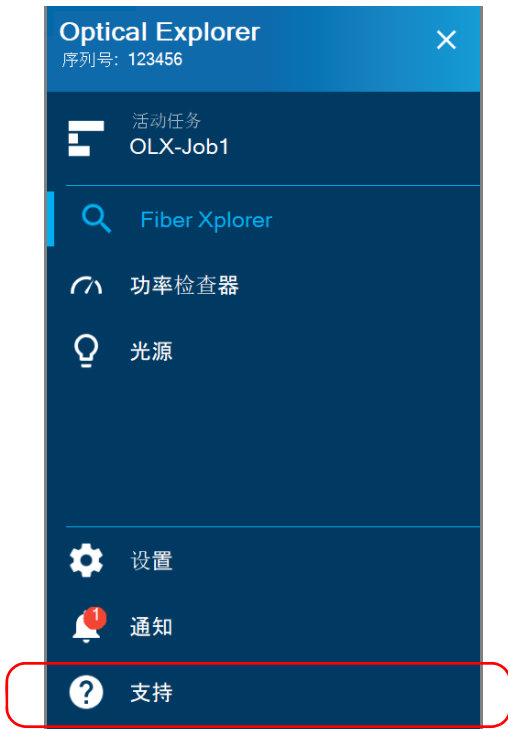 Optical Explorer
序列号: 123456
活动任务
OLX-Job1
Fiber Xplorer
功率检查器
光源
设置
1
通知
?
支持